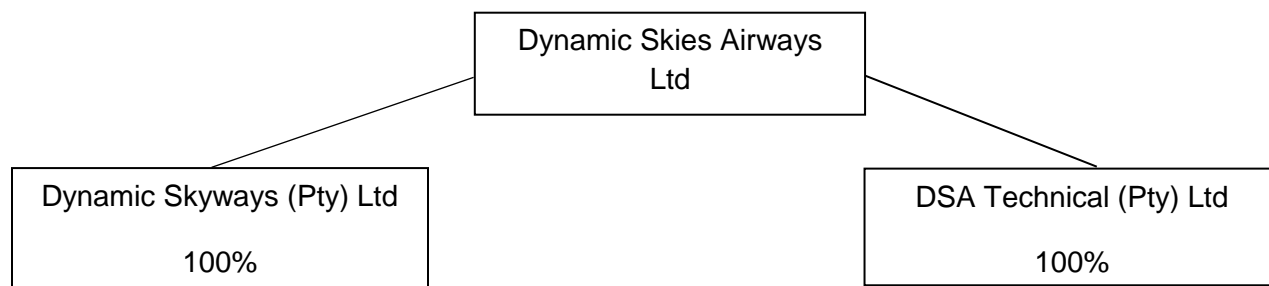 Dynamic Skies Airways
Ltd
Dynamic Skyways (Pty) Ltd
100%
DSA Technical (Pty) Ltd
100%